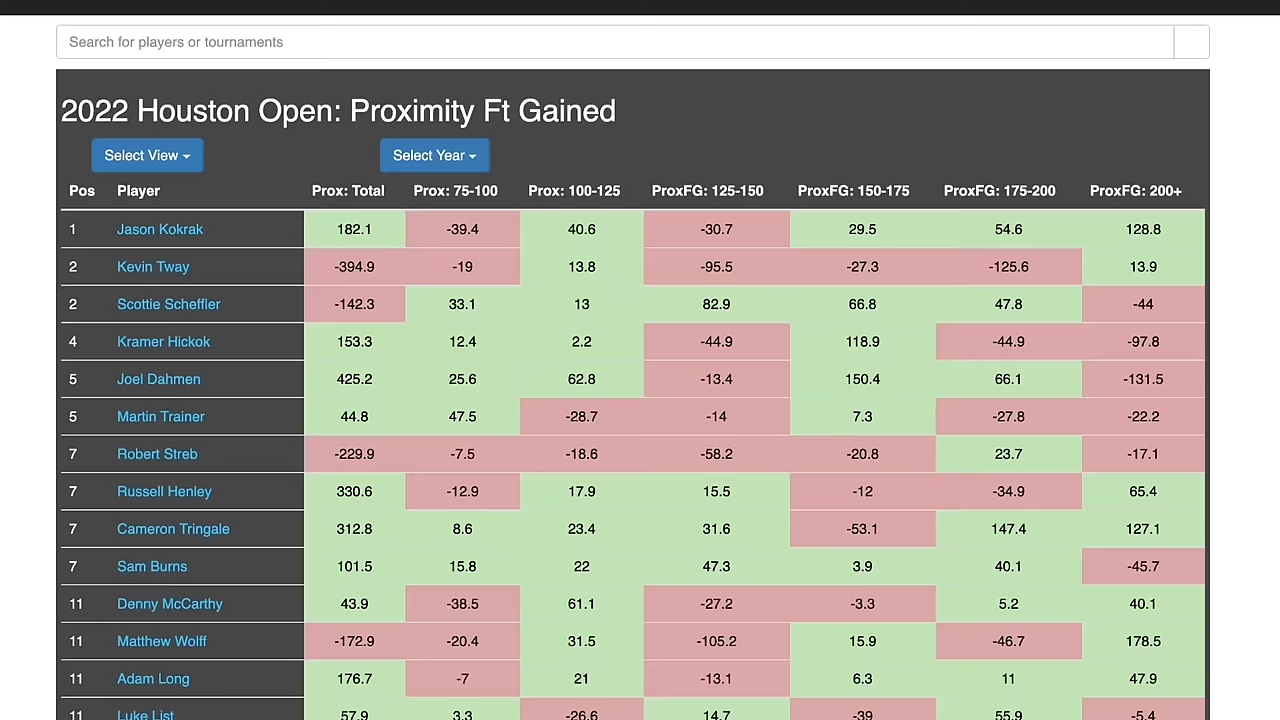 Search for players or tournaments
2022 Houston Open: Proximity Ft Gained
Select View
Select Year
Pos Player Prox: Total Prox: 75-100 Prox: 100-125 ProxFG: 125-150 ProxFG: 150-175 ProxFG: 175-200 ProxFG: 200+
1 Jason Kokrak 182.1 -39.4 40.6 -30.7 29.5 54.6 128.8
2 Kevin Tway -394.9 -19 13.8 -95.5 -27.3 -125.6 13.9
2 Scottie Scheffler -142.3 33.1 13 82.9 66.8 47.8 -44
4 Kramer Hickok 153.3 12.4 2.2 -44.9 118.9 -44.9 -97.8
5 Joel Dahmen 425.2 25.6 62.8 -13.4 150.4 66.1 -131.5
5 Martin Trainer 44.8 47.5 -28.7 -14 7.3 -27.8 -22.2
7 Robert Streb -229.9 -7.5 -18.6 -58.2 -20.8 23.7 -17.1
7 Russell Henley 330.6 -12.9 17.9 15.5 -12 -34.9 65.4
7 Cameron Tringale 312.8 8.6 23.4 31.6 -53.1 147.4 127.1
7 Sam Burns 101.5 15.8 22 47.3 3.9 40.1 -45.7
11 Denny McCarthy 43.9 -38.5 61.1 -27.2 -3.3 5.2 40.1
11 Matthew Wolff -172.9 -20.4 31.5 -105.2 15.9 -46.7 178.5
11 Adam Long 176.7 -7 21 -13.1 6.3 11 47.9
11 Luke List 57.9 3.3 -26.6 14.7 -39 55.9 -5.4